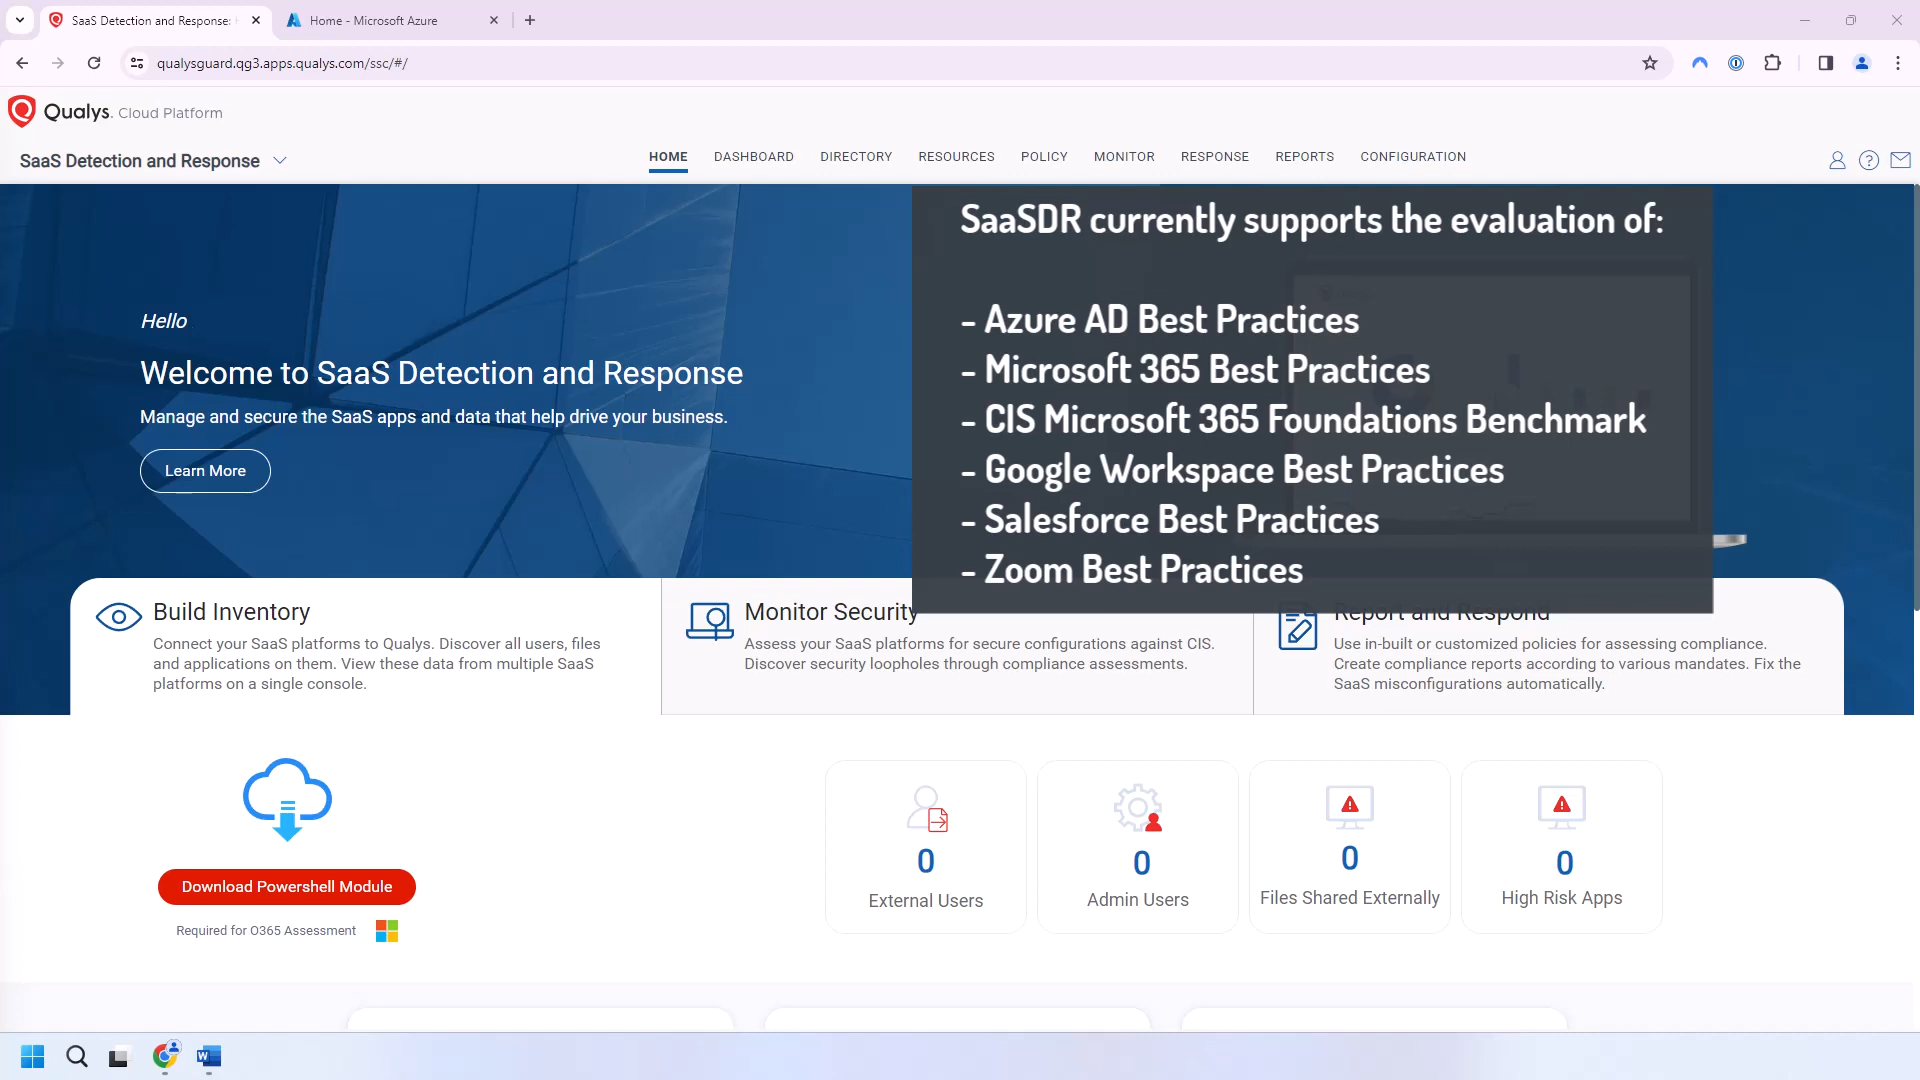 SaaS Detection and Response:
Home - Microsoft Azure
qualysguard.qg3.apps.qualys.com/ssc/#/
Qualys. Cloud Platform
SaaS Detection and Response
HOME DASHBOARD DIRECTORY RESOURCES POLICY MONITOR RESPONSE REPORTS CONFIGURATION
SaaSDR currently supports the evaluation of:
- Azure AD Best Practices
- Microsoft 365 Best Practices
- CIS Microsoft 365 Foundations Benchmark
- Google Workspace Best Practices
- Salesforce Best Practices
- Zoom Best Practices
Hello
Welcome to SaaS Detection and Response
Manage and secure the SaaS apps and data that help drive your business.
Learn More
Build Inventory
Connect your SaaS platforms to Qualys. Discover all users, files
and applications on them. View these data from multiple SaaS
platforms on a single console.
Monitor Security
Assess your SaaS platforms for secure configurations against CIS.
Discover security loopholes through compliance assessments.
Report and Respond
Use in-built or customized policies for assessing compliance.
Create compliance reports according to various mandates. Fix the
SaaS misconfigurations automatically.
Download Powershell Module
Required for O365 Assessment
0
External Users
0
Admin Users
0
Files Shared Externally
0
High Risk Apps